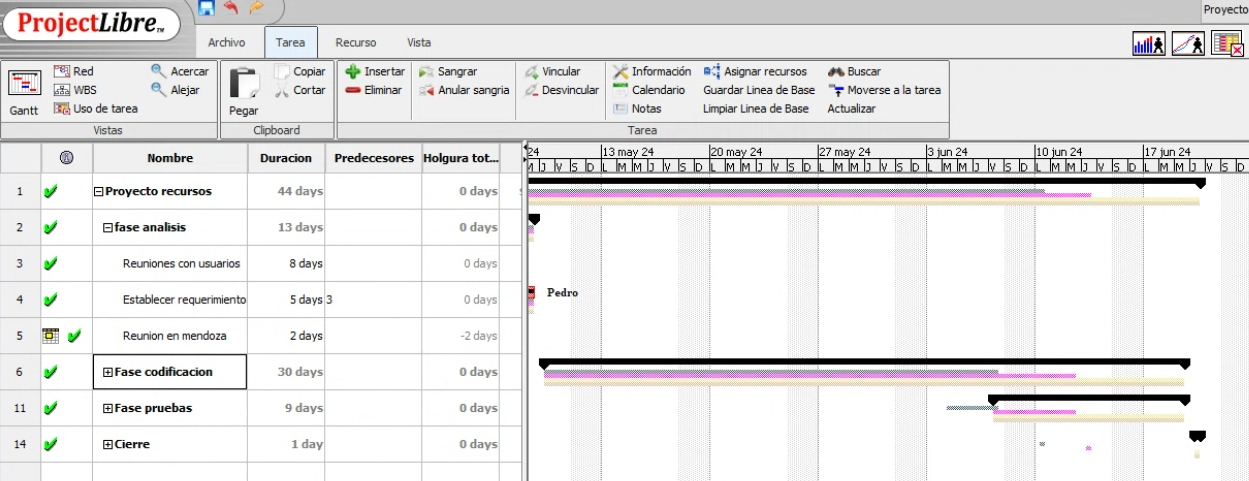 ProjectLibre TM
Proyecto
Archivo Tarea Recurso Vista
Red Acercar Copiar Insertar Sangrar Vincular Información Asignar recursos Buscar
WBS Alejar Cortar Eliminar Anular sangria Desvincular Calendario Guardar Linea de Base Moverse a la tarea
Gantt Uso de tarea Pegar Notas Limpiar Linea de Base Actualizar
Vistas Clipboard Tarea
Nombre Duracion Predecesores Holgura tot... 24 13 may 24 20 may 24 27 may 24 3 jun 24 10 jun 24 17 jun 24
M J V S D L M M J V S D L M M J V S D L M M J V S D L M M J V S D L M M J V S D L M M J V S D
1 Proyecto recursos 44 days 0 days
2 fase analisis 13 days 0 days
3 Reuniones con usuarios 8 days 0 days
4 Establecer requerimiento 5 days 3 0 days Pedro
5 Reunion en mendoza 2 days -2 days
6 Fase codificacion 30 days 0 days
11 Fase pruebas 9 days 0 days
14 Cierre 1 day 0 days